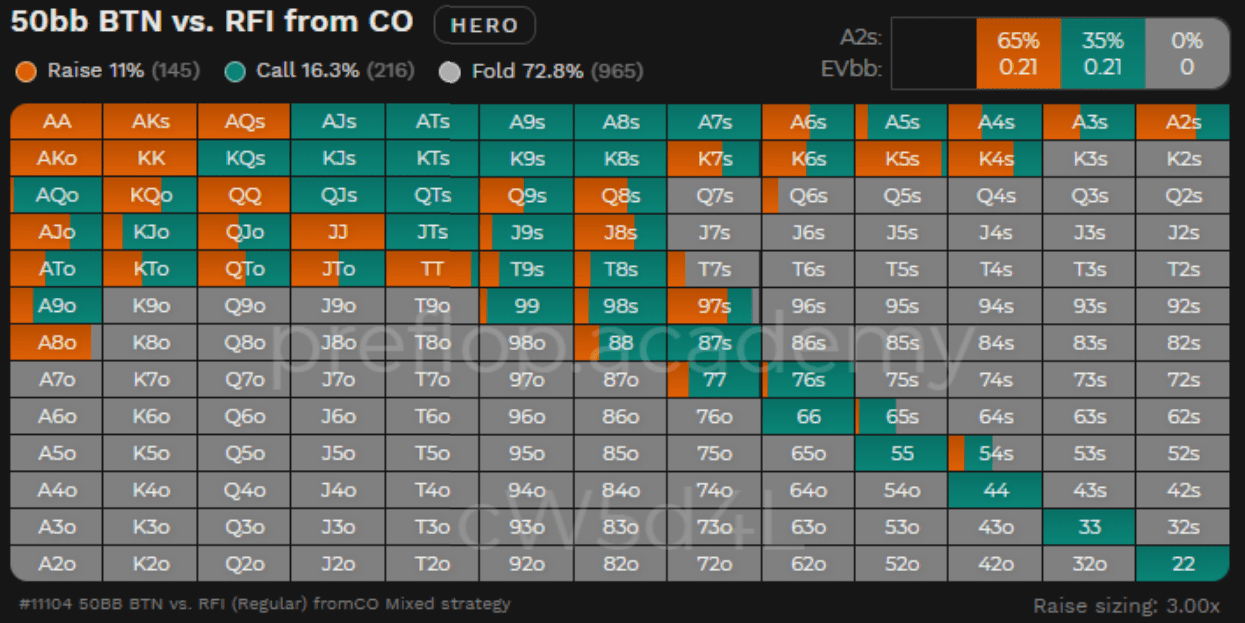 50bb BTN vs. RFI from CO HERO
Raise 11% (145) Call 16.3% (216) Fold 72.8% (965)
A2s: 65% 35% 0%
EVbb: 0.21 0.21 0
AA AKs AQs AJs ATs A9s A8s A7s A6s A5s A4s A3s A2s
AKo KK KQs KJs KTs K9s K8s K7s K6s K5s K4s K3s K2s
AQo KQo QQ QJs QTs Q9s Q8s Q7s Q6s Q5s Q4s Q3s Q2s
AJo KJo QJo JJ JTs J9s J8s J7s J6s J5s J4s J3s J2s
ATo KTo QTo JTo TT T9s T8s T7s T6s T5s T4s T3s T2s
A9o K9o Q9o J9o T9o 99 98s 97s 96s 95s 94s 93s 92s
A8o K8o Q8o J8o T8o 98o 88 87s 86s 85s 84s 83s 82s
preflop.academy
A7o K7o Q7o J7o T7o 97o 87o 77 76s 75s 74s 73s 72s
A6o K6o Q6o J6o T6o 96o 86o 76o 66 65s 64s 63s 62s
A5o K5o Q5o J5o T5o 95o 85o 75o 65o 55 54s 53s 52s
A4o K4o Q4o J4o T4o 94o 84o 74o 64o 54o 44 43s 42s
A3o K3o Q3o J3o T3o 93o 83o 73o 63o 53o 43o 33 32s
cW5d4L
A2o K2o Q2o J2o T2o 92o 82o 72o 62o 52o 42o 32o 22
#11104 50BB BTN vs. RFI (Regular) fromCO Mixed strategy
Raise sizing: 3.00x